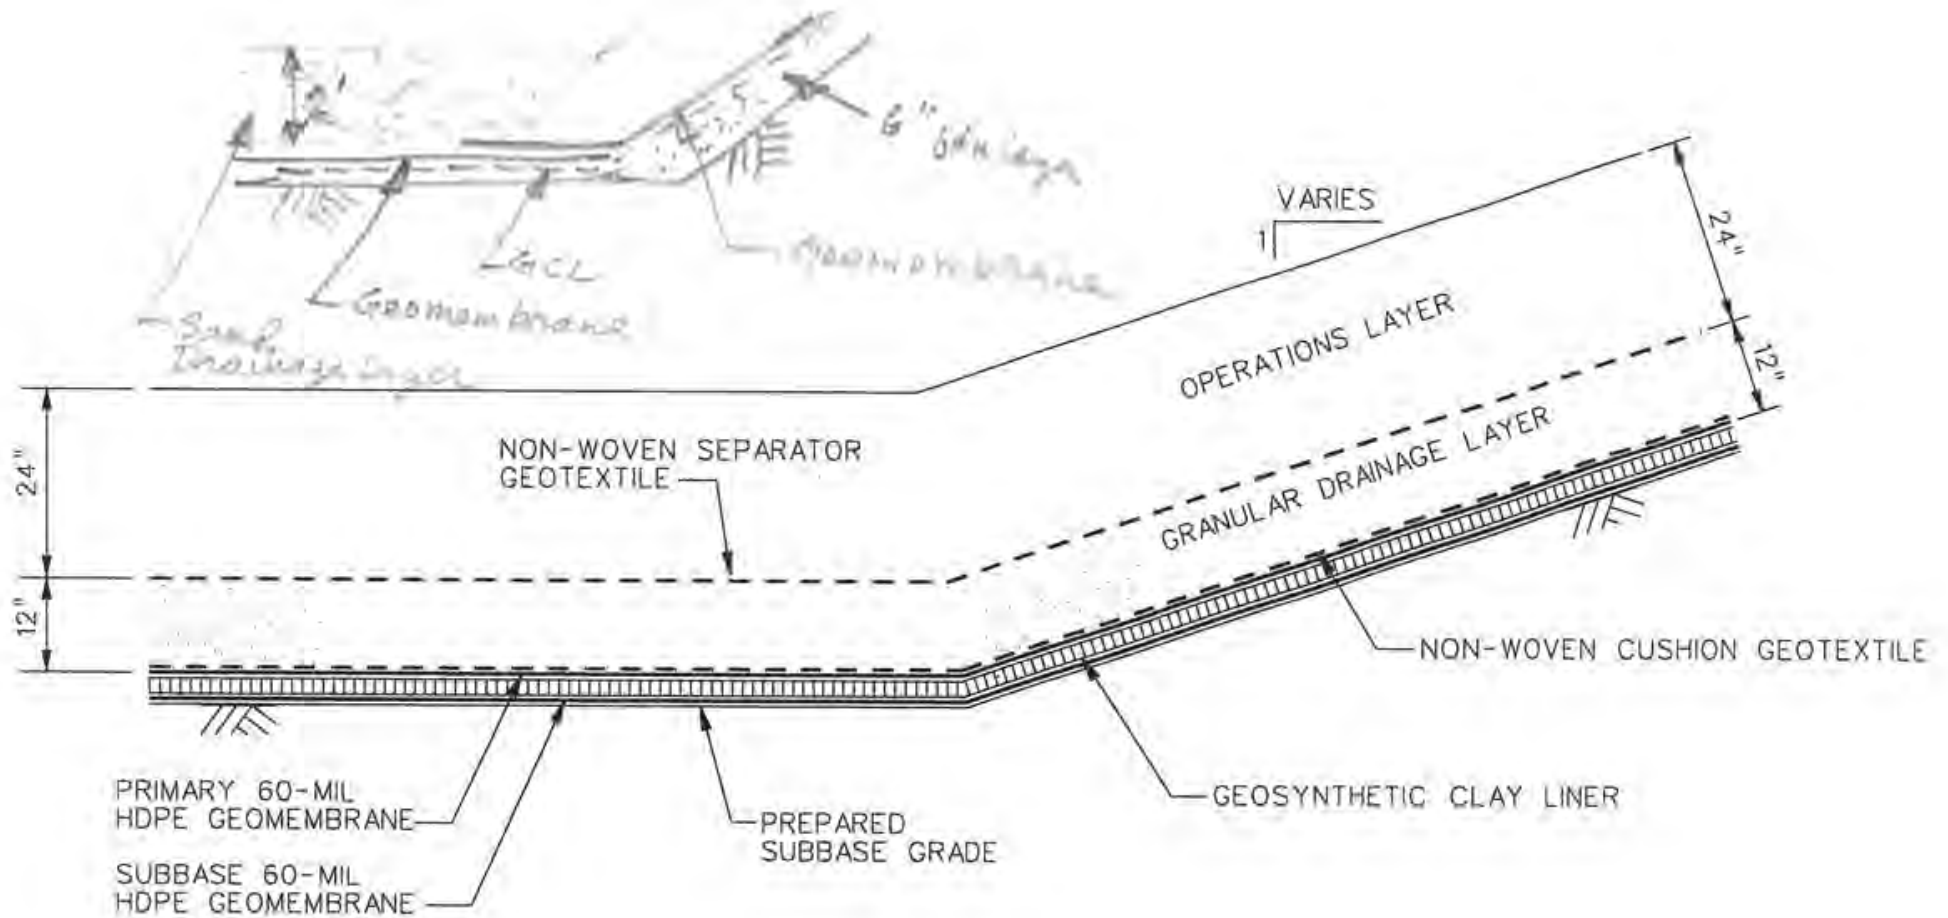 2'
6"
GCL
Geomembrane
Geomembrane
Sand
Drainage Layer
VARIES
1
24"
12"
OPERATIONS LAYER
GRANULAR DRAINAGE LAYER
NON-WOVEN SEPARATOR
GEOTEXTILE
24"
12"
NON-WOVEN CUSHION GEOTEXTILE
GEOSYNTHETIC CLAY LINER
PRIMARY 60-MIL
HDPE GEOMEMBRANE
PREPARED
SUBBASE GRADE
SUBBASE 60-MIL
HDPE GEOMEMBRANE